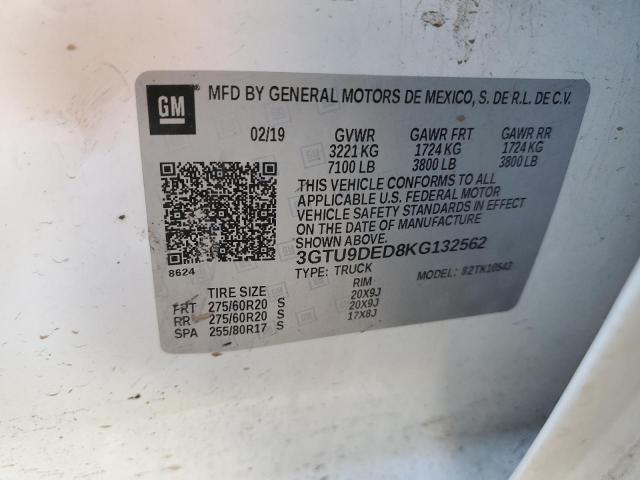 GM MFD BY GENERAL MOTORS DE MEXICO, S. DE R.L. DE C.V.
02/19 GVWR GAWR FRT GAWR RR
3221 KG 1724 KG 1724 KG
7100 LB 3800 LB 3800 LB
THIS VEHICLE CONFORMS TO ALL
APPLICABLE U.S. FEDERAL MOTOR
VEHICLE SAFETY STANDARDS IN EFFECT
ON THE DATE OF MANUFACTURE
SHOWN ABOVE.
8624
3GTU9DED8KG132562
TYPE: TRUCK MODEL: 82TK10543
TIRE SIZE RIM
FRT 275/60R20 S 20X9J
RR 275/60R20 S 20X9J
SPA 255/80R17 S 17X8J